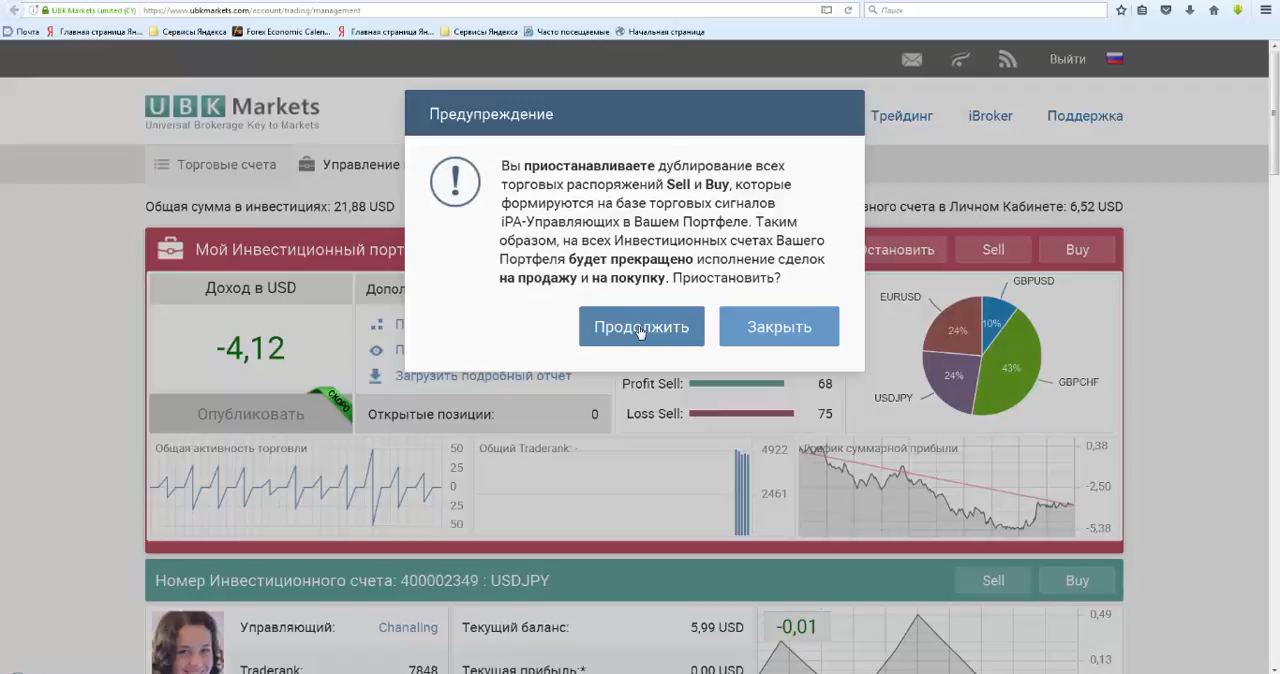 UBK Markets Limited (CY)
https://www.ubkmarkets.com/account/trading/management
Поиск
Почта
Главная страница Ян...
Сервисы Яндекса
Forex Economic Calen...
Главная страница Ян...
Сервисы Яндекса
Часто посещаемые
Начальная страница
Выйти
UBK Markets
Universal Brokerage Key to Markets
Трейдинг
iBroker
Поддержка
Торговые счета
Управление
Общая сумма в инвестициях: 21,88 USD
счета в Личном Кабинете: 6,52 USD
Предупреждение
Вы приостанавливаете дублирование всех
торговых распоряжений Sell и Buy, которые
формируются на базе торговых сигналов
iPA-Управляющих в Вашем Портфеле. Таким
образом, на всех Инвестиционных счетах Вашего
Портфеля будет прекращено исполнение сделок
на продажу и на покупку. Приостановить?
Продолжить
Закрыть
Мой Инвестиционный порт
становить
Sell
Buy
Доход в USD
-4,12
СКОРО
Опубликовать
Допол
П
П
Загрузить подробный отчет
Открытые позиции: 0
Profit Sell: 68
Loss Sell: 75
GBPUSD
EURUSD
10%
24%
43%
24%
GBPCHF
USDJPY
Общая активность торговли
50
25
0
25
50
Общий Traderank: -
4922
2461
График суммарной прибыли
0,38
-2,50
-5,38
Номер Инвестиционного счета: 400002349 : USDJPY
Sell
Buy
Управляющий: Chanaling
Traderank: 7848
Текущий баланс: 5,99 USD
Текущая прибыль:* 0,00 USD
-0,01
0,49
0,13